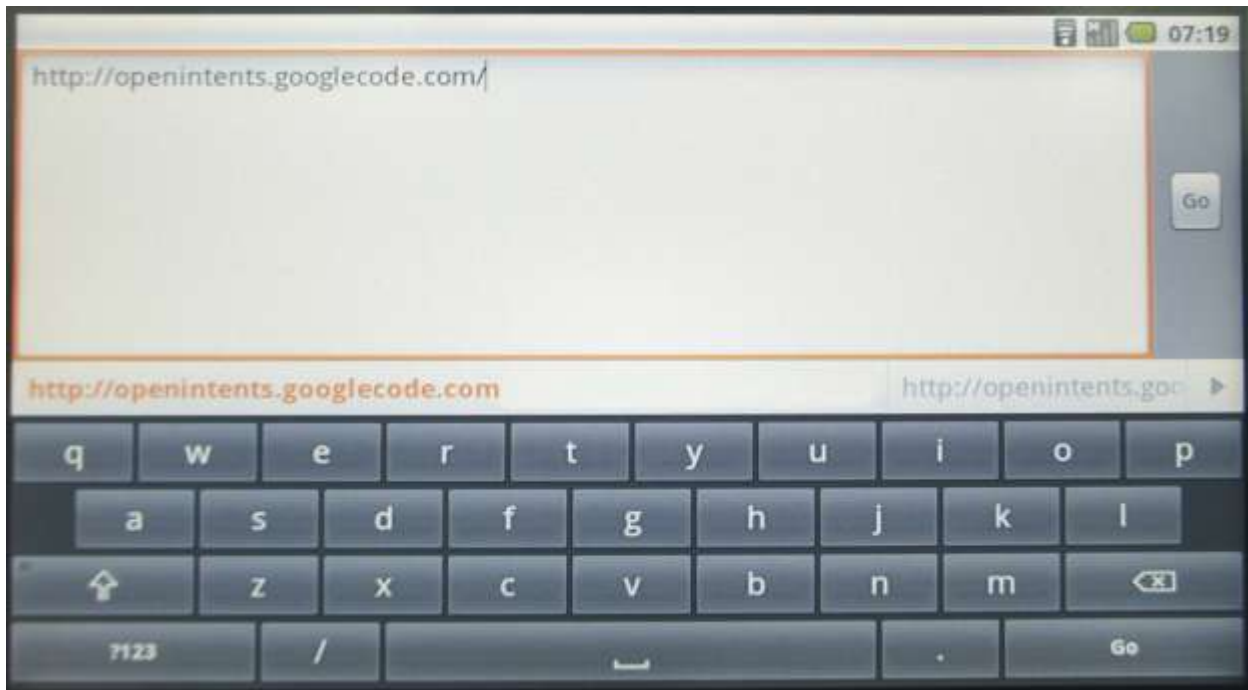 07:19
http://openintents.googlecode.com/
Go
http://openintents.googlecode.com http://openintents.goo
q w e r t y u i o p
a s d f g h j k l
z x c v b n m
?123 / . Go